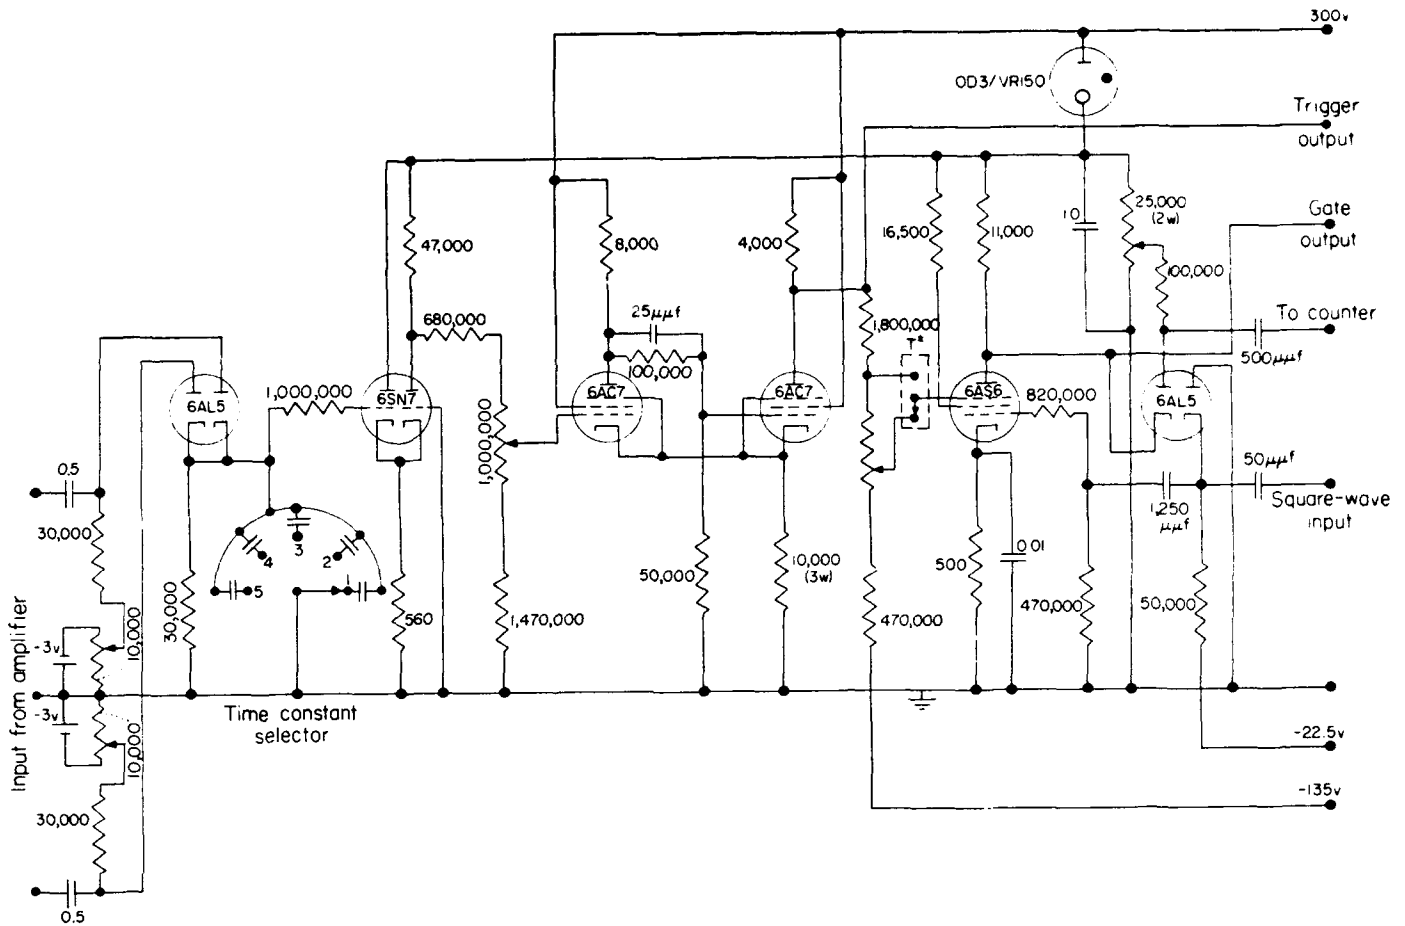 300v
OD3/VR150
Trigger
output
25,000
(2w)
Gate
output
10
47,000
8,000
4,000
16,500
11,000
100,000
25μμf
680,000
To counter
1,800,000
T*
500μμf
100,000
6AL5
1,000,000
6SN7
6AC7
6AC7
6AS6
820,000
6AL5
1,000,000
0.5
50μμf
30,000
1,250
μμf
Square-wave
input
3
4
2
5
1
30,000
560
1,470,000
50,000
10,000
(3w)
470,000
500
0.01
470,000
50,000
Input from amplifier
-3v
10,000
-3v
10,000
Time constant
selector
-22.5v
-135v
30,000
0.5